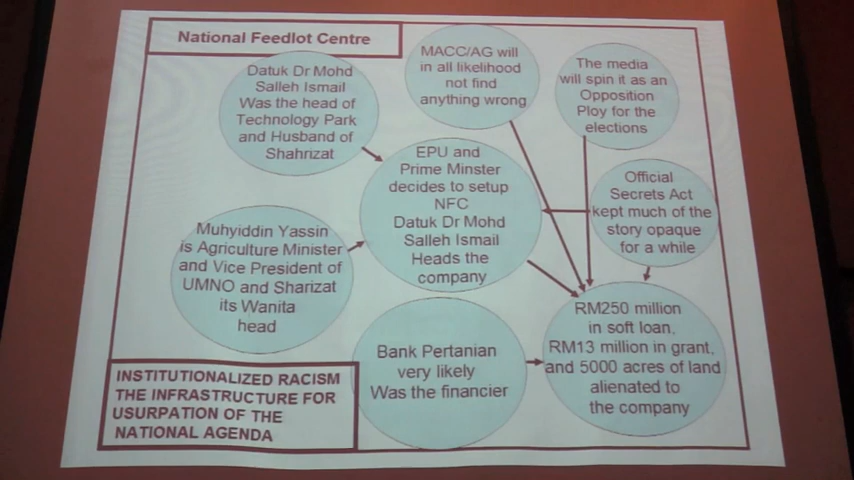 National Feedlot Centre
Datuk Dr Mohd
Salleh Ismail
Was the head of
Technology Park
and Husband of
Shahrizat
MACC/AG will
in all likelihood
not find
anything wrong
The media
will spin it as an
Opposition
Ploy for the
elections
EPU and
Prime Minster
decides to setup
NFC
Datuk Dr Mohd
Salleh Ismail
Heads the
company
Official
Secrets Act
kept much of the
story opaque
for a while
Muhyiddin Yassin
is Agriculture Minister
and Vice President of
UMNO and Sharizat
its Wanita
head
Bank Pertanian
very likely
Was the financier
RM250 million
in soft loan,
RM13 million in grant,
and 5000 acres of land
alienated to
the company
INSTITUTIONALIZED RACISM
THE INFRASTRUCTURE FOR
USURPATION OF THE
NATIONAL AGENDA